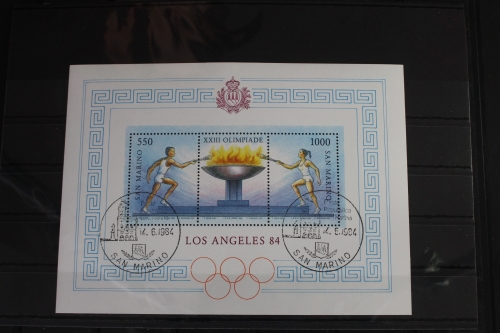 550
XXIII OLIMPIADE
1000
SAN MARINO
SAN MARINO
14.6.1984
SAN MARINO
14.6.1984
SAN MARINO
LOS ANGELES 84